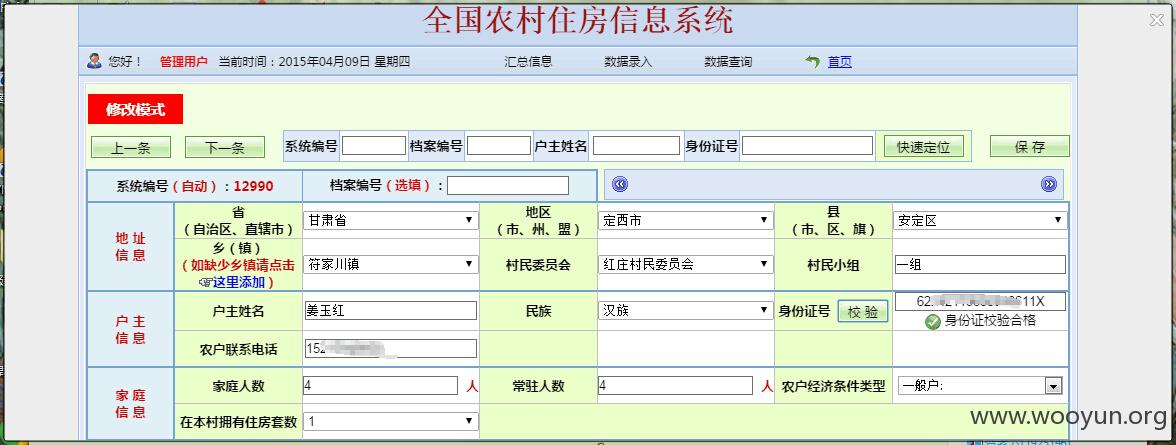 全国农村住房信息系统
您好！ 管理用户 当前时间：2015年04月09日 星期四 汇总信息 数据录入 数据查询 首页
修改模式
上一条 下一条 系统编号 档案编号 户主姓名 身份证号 快速定位 保 存
系统编号（自动）：12990 档案编号（选填）：
地 址
信 息
省
（自治区、直辖市） 甘肃省 地区
（市、州、盟） 定西市 县
（市、区、旗） 安定区
乡（镇）
（如缺少乡镇请点击
这里添加） 符家川镇 村民委员会 红庄村民委员会 村民小组 一组
户 主
信 息
户主姓名 姜玉红 民族 汉族 身份证号 校 验
身份证校验合格
农户联系电话
家 庭
信 息
家庭人数 4 人 常驻人数 4 人 农户经济条件类型 一般户:
在本村拥有住房套数 1
www.wooyun.org